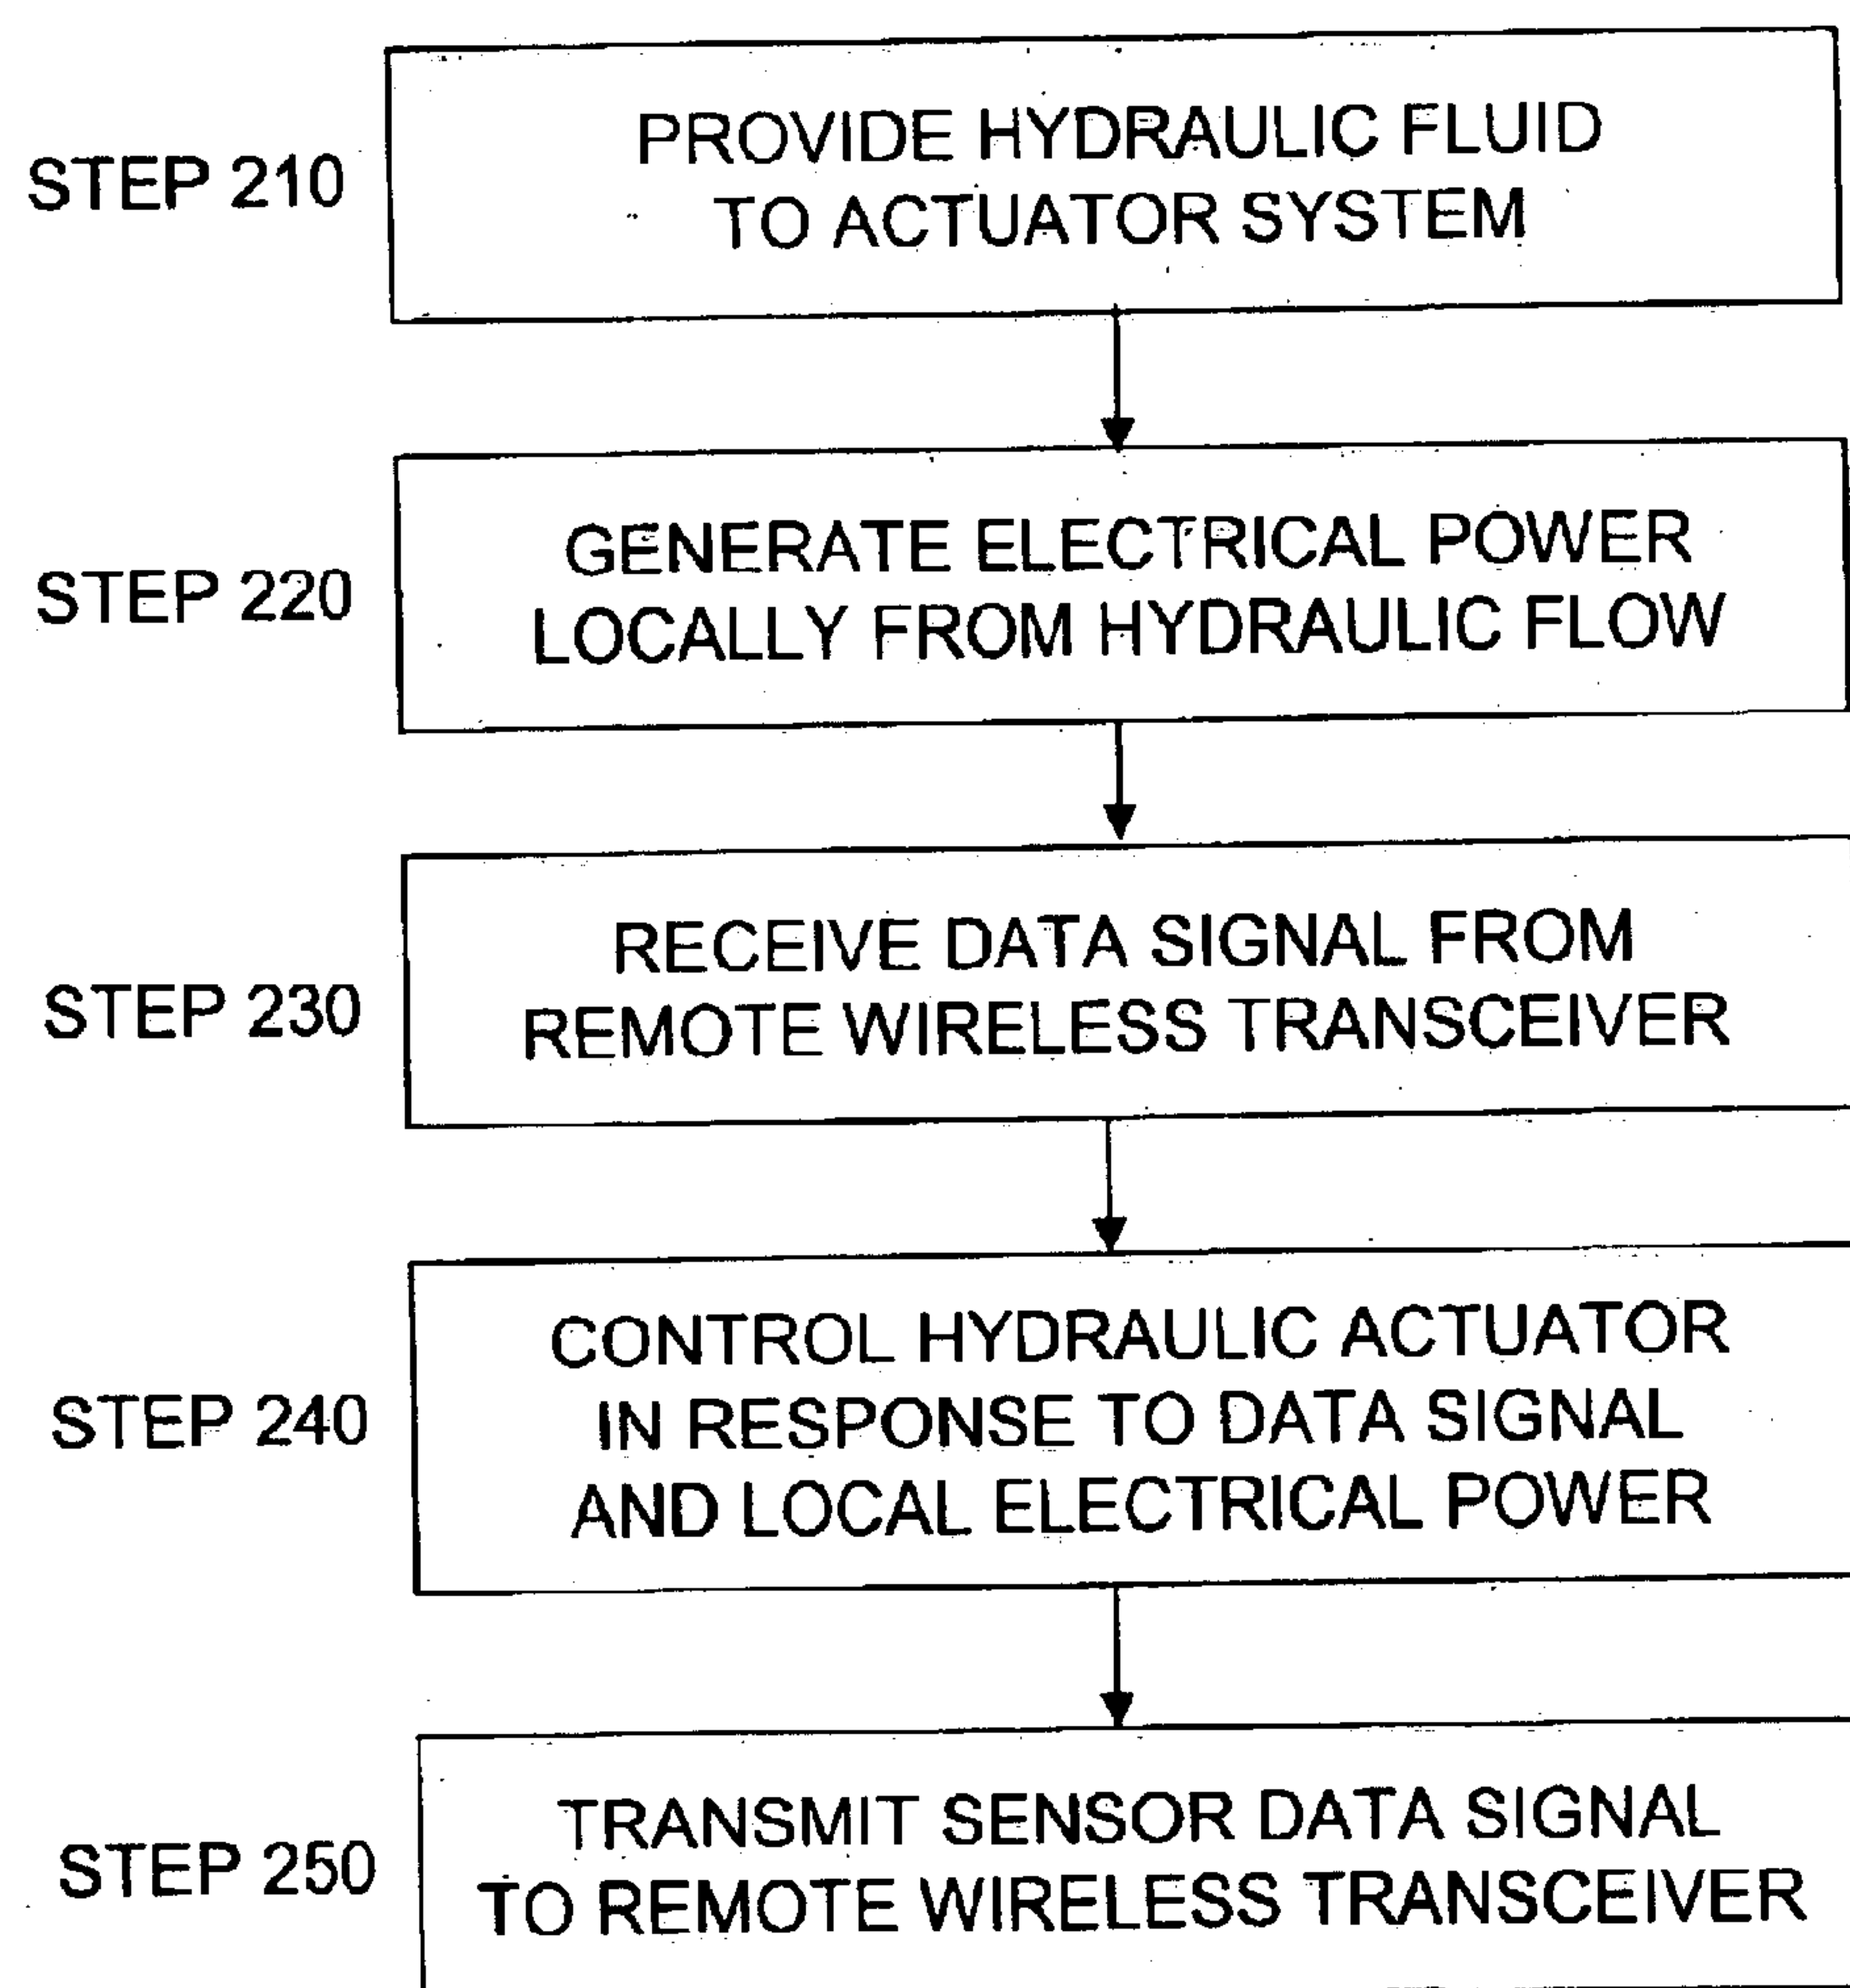 PROVIDE HYDRAULIC FLUID
STEP 210
TO ACTUATOR SYSTEM
GENERATE ELECTRICAL POWER
STEP 220
LOCALLY FROM HYDRAULIC FLOW
RECEIVE DATA SIGNAL FROM
STEP 230
REMOTE WIRELESS TRANSCEIVER
CONTROL HYDRAULIC ACTUATOR
STEP 240
IN RESPONSE TO DATA SIGNAL
AND LOCAL ELECTRICAL POWER
TRANSMIT SENSOR DATA SIGNAL
STEP 250
TO REMOTE WIRELESS TRANSCEIVER